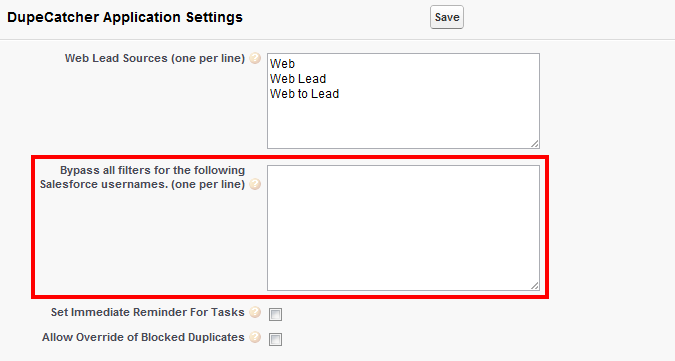 DupeCatcher Application Settings
Save
Web Lead Sources (one per line)
Web
Web Lead
Web to Lead
Bypass all filters for the following
Salesforce usernames. (one per line)
Set Immediate Reminder For Tasks
Allow Override of Blocked Duplicates